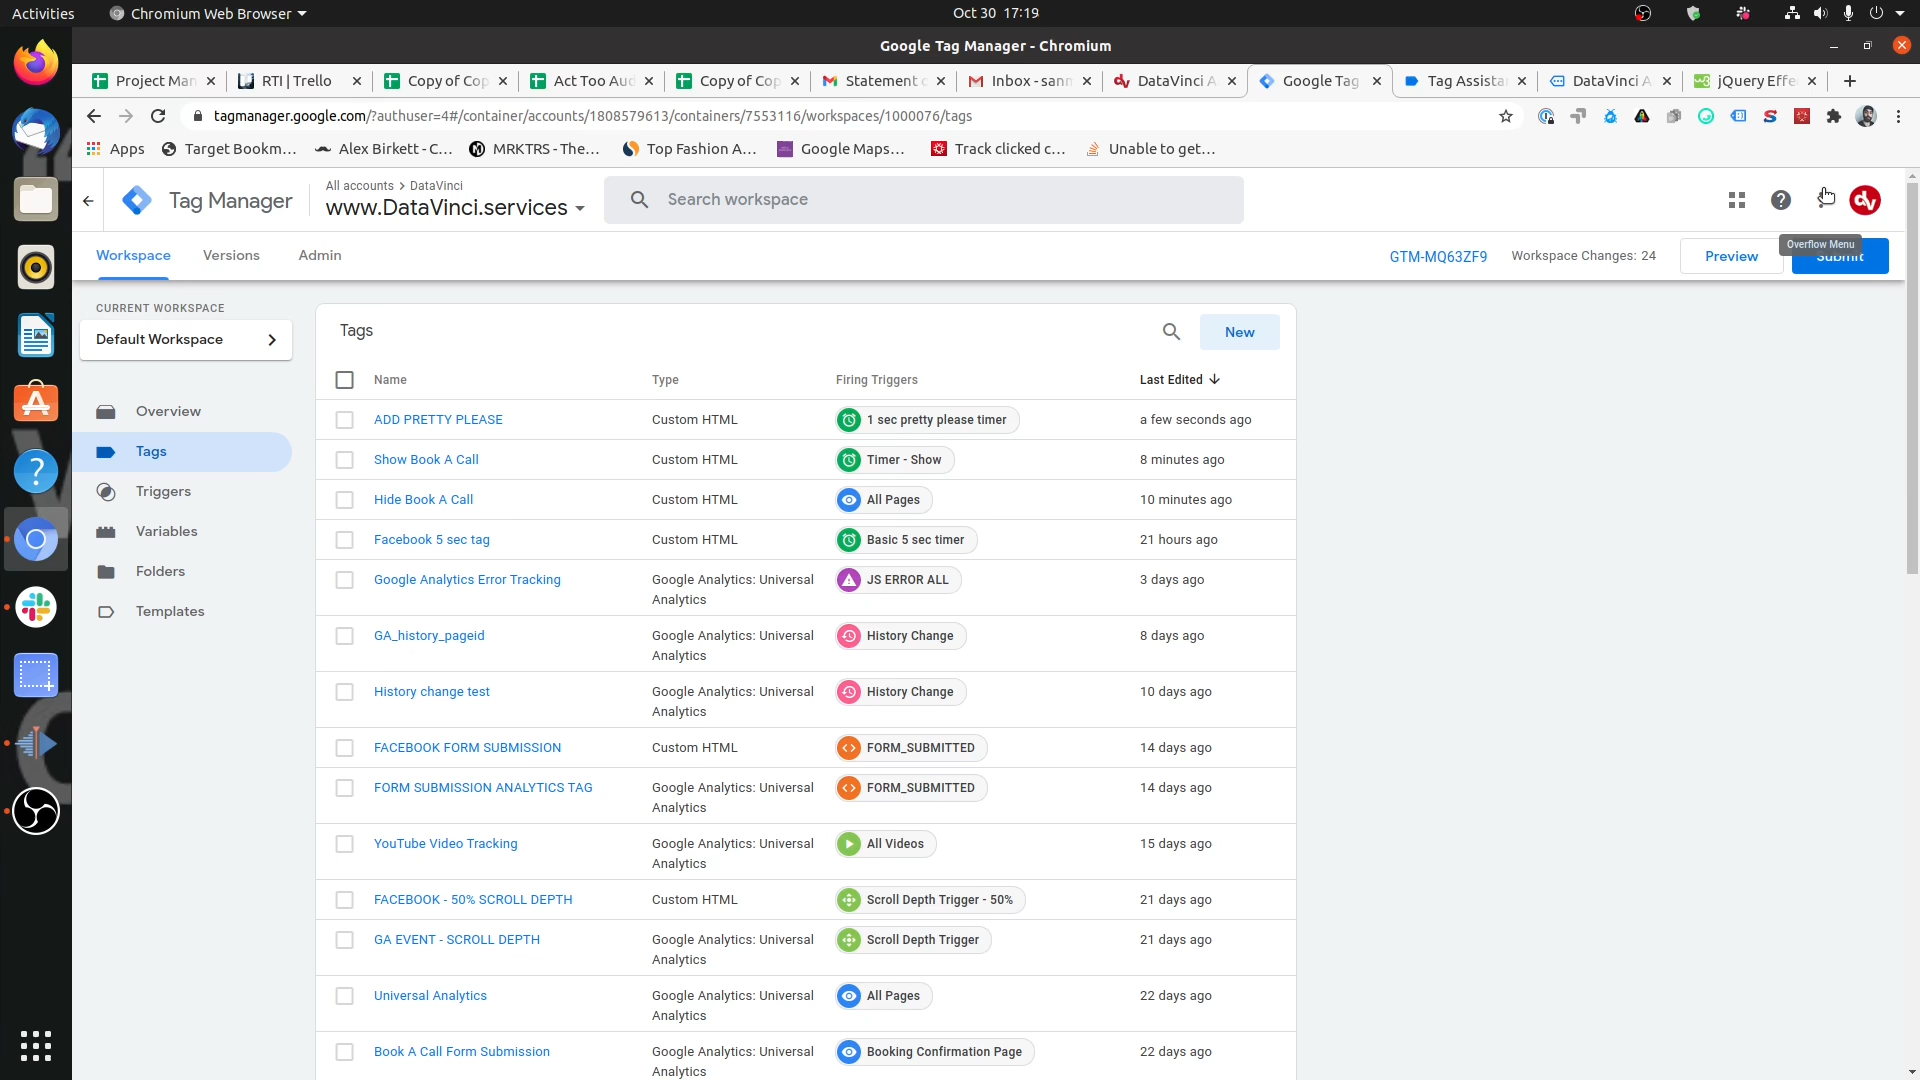 Activities
Chromium Web Browser
Oct 30 17:19
Google Tag Manager - Chromium
Project Man
RTI | Trello
Copy of Cop
Act Too Aud
Copy of Cop
Statement o
Inbox - sanm
DataVinci A
Google Tag
Tag Assista
DataVinci A
jQuery Effe
tagmanager.google.com/?authuser=4#/container/accounts/1808579613/containers/7553116/workspaces/1000076/tags
Apps
Target Bookm...
Alex Birkett - C...
MRKTRS - The...
Top Fashion A...
Google Maps...
Track clicked c...
Unable to get...
Tag Manager
All accounts > DataVinci
www.DataVinci.services
Search workspace
Overflow Menu
Workspace
Versions
Admin
GTM-MQ63ZF9
Workspace Changes: 24
Preview
Submit
CURRENT WORKSPACE
Default Workspace
Overview
Tags
Triggers
Variables
Folders
Templates
Tags
New
Name Type Firing Triggers Last Edited
ADD PRETTY PLEASE Custom HTML 1 sec pretty please timer a few seconds ago
Show Book A Call Custom HTML Timer - Show 8 minutes ago
Hide Book A Call Custom HTML All Pages 10 minutes ago
Facebook 5 sec tag Custom HTML Basic 5 sec timer 21 hours ago
Google Analytics Error Tracking Google Analytics: Universal JS ERROR ALL 3 days ago
Analytics
GA_history_pageid Google Analytics: Universal History Change 8 days ago
Analytics
History change test Google Analytics: Universal History Change 10 days ago
Analytics
FACEBOOK FORM SUBMISSION Custom HTML FORM_SUBMITTED 14 days ago
FORM SUBMISSION ANALYTICS TAG Google Analytics: Universal FORM_SUBMITTED 14 days ago
Analytics
YouTube Video Tracking Google Analytics: Universal All Videos 15 days ago
Analytics
FACEBOOK - 50% SCROLL DEPTH Custom HTML Scroll Depth Trigger - 50% 21 days ago
GA EVENT - SCROLL DEPTH Google Analytics: Universal Scroll Depth Trigger 21 days ago
Analytics
Universal Analytics Google Analytics: Universal All Pages 22 days ago
Analytics
Book A Call Form Submission Google Analytics: Universal Booking Confirmation Page 22 days ago
Analytics